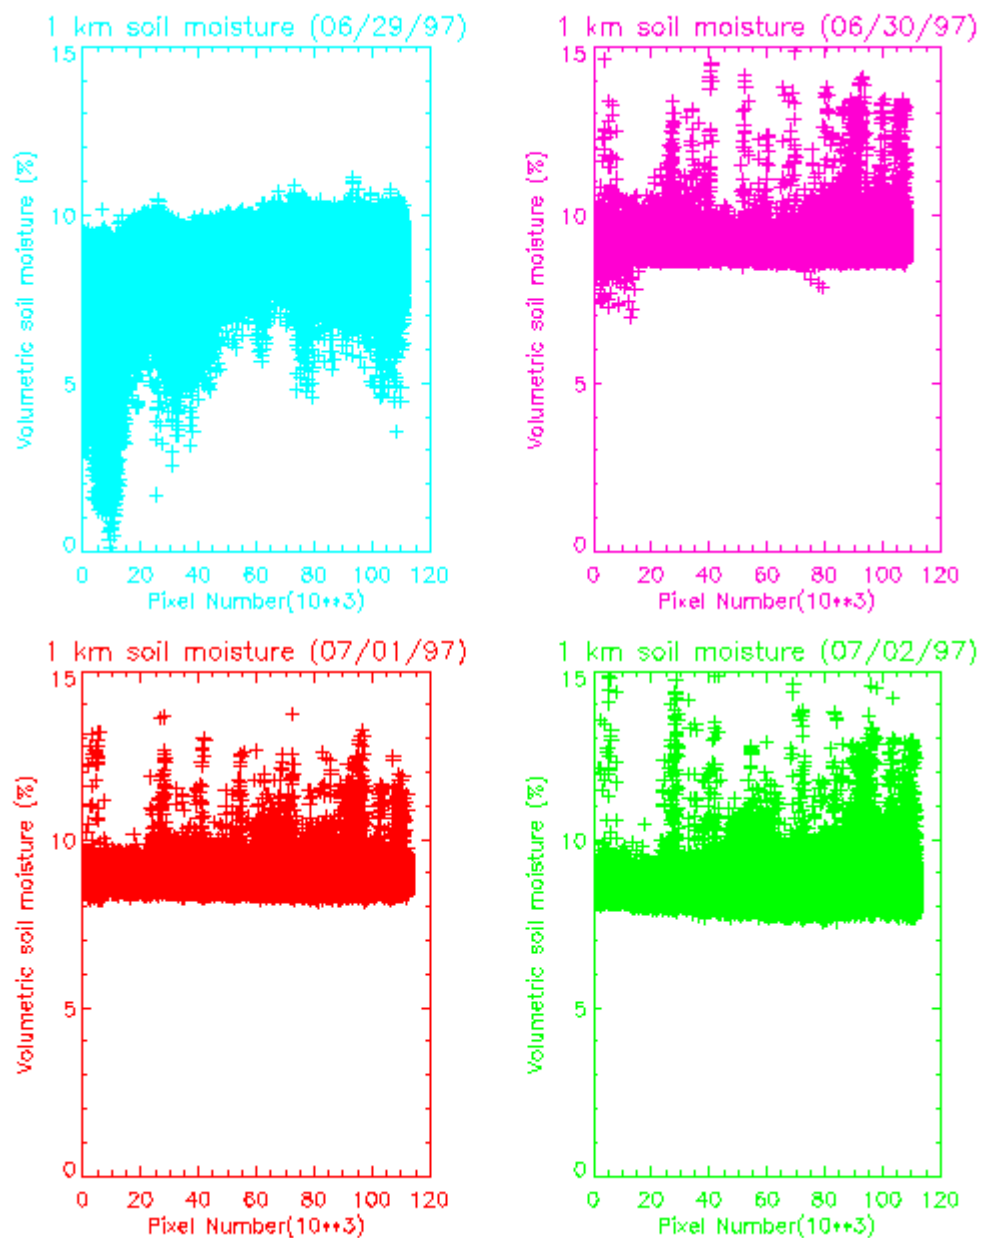 1 km soil moisture (06/29/97)
15
10
5
0
Volumetric soil moisture (%)
0 20 40 60 80 100 120
Pixel Number(10**3)
1 km soil moisture (06/30/97)
15
10
5
0
Volumetric soil moisture (%)
0 20 40 60 80 100 120
Pixel Number(10**3)
1 km soil moisture (07/01/97)
15
10
5
0
Volumetric soil moisture (%)
0 20 40 60 80 100 120
Pixel Number(10**3)
1 km soil moisture (07/02/97)
15
10
5
0
Volumetric soil moisture (%)
0 20 40 60 80 100 120
Pixel Number(10**3)